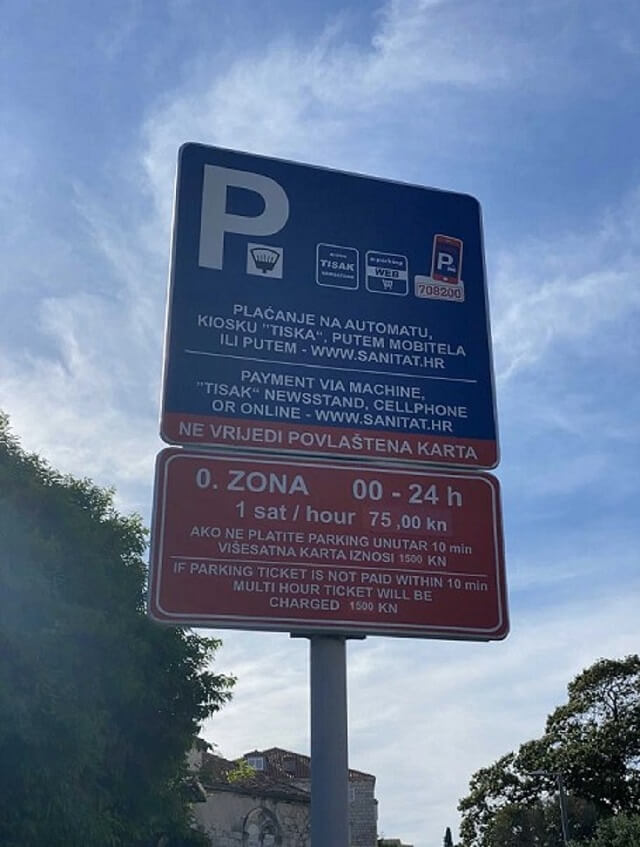 P
TISAK
e-parking
WEB
P
708200
PLAĆANJE NA AUTOMATU,
KIOSKU "TISKA", PUTEM MOBITELA
ILI PUTEM - WWW.SANITAT.HR
PAYMENT VIA MACHINE,
"TISAK" NEWSSTAND, CELLPHONE
OR ONLINE - WWW.SANITAT.HR
NE VRIJEDI POVLAŠTENA KARTA
0. ZONA 00 - 24 h
1 sat / hour 75,00 kn
AKO NE PLATITE PARKING UNUTAR 10 min
VIŠESATNA KARTA IZNOSI 1500 KN
IF PARKING TICKET IS NOT PAID WITHIN 10 min
MULTI HOUR TICKET WILL BE
CHARGED 1500 KN